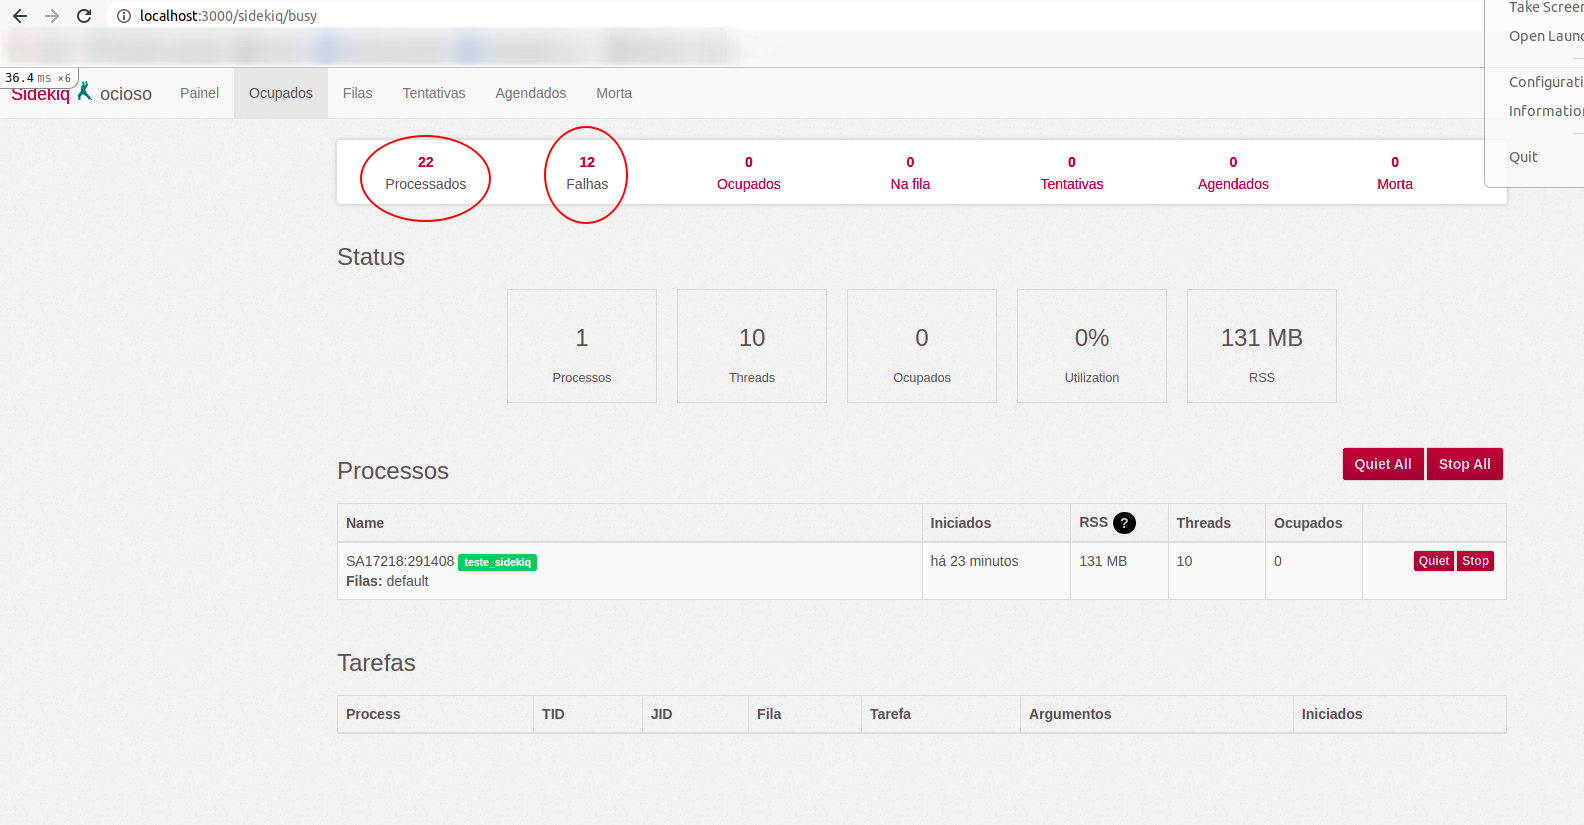 localhost:3000/sidekiq/busy
36.4 ms ×6
Sidekiq ocioso Painel Ocupados Filas Tentativas Agendados Morta
Take Screen
Open Laun
Configurati
Information
Quit
22 12 0 0 0 0 0
Processados Falhas Ocupados Na fila Tentativas Agendados Morta
Status
1 10 0 0% 131 MB
Processos Threads Ocupados Utilization RSS
Processos Quiet All Stop All
Name Iniciados RSS ? Threads Ocupados
SA17218:291408 teste_sidekiq há 23 minutos 131 MB 10 0 Quiet Stop
Filas: default
Tarefas
Process TID JID Fila Tarefa Argumentos Iniciados